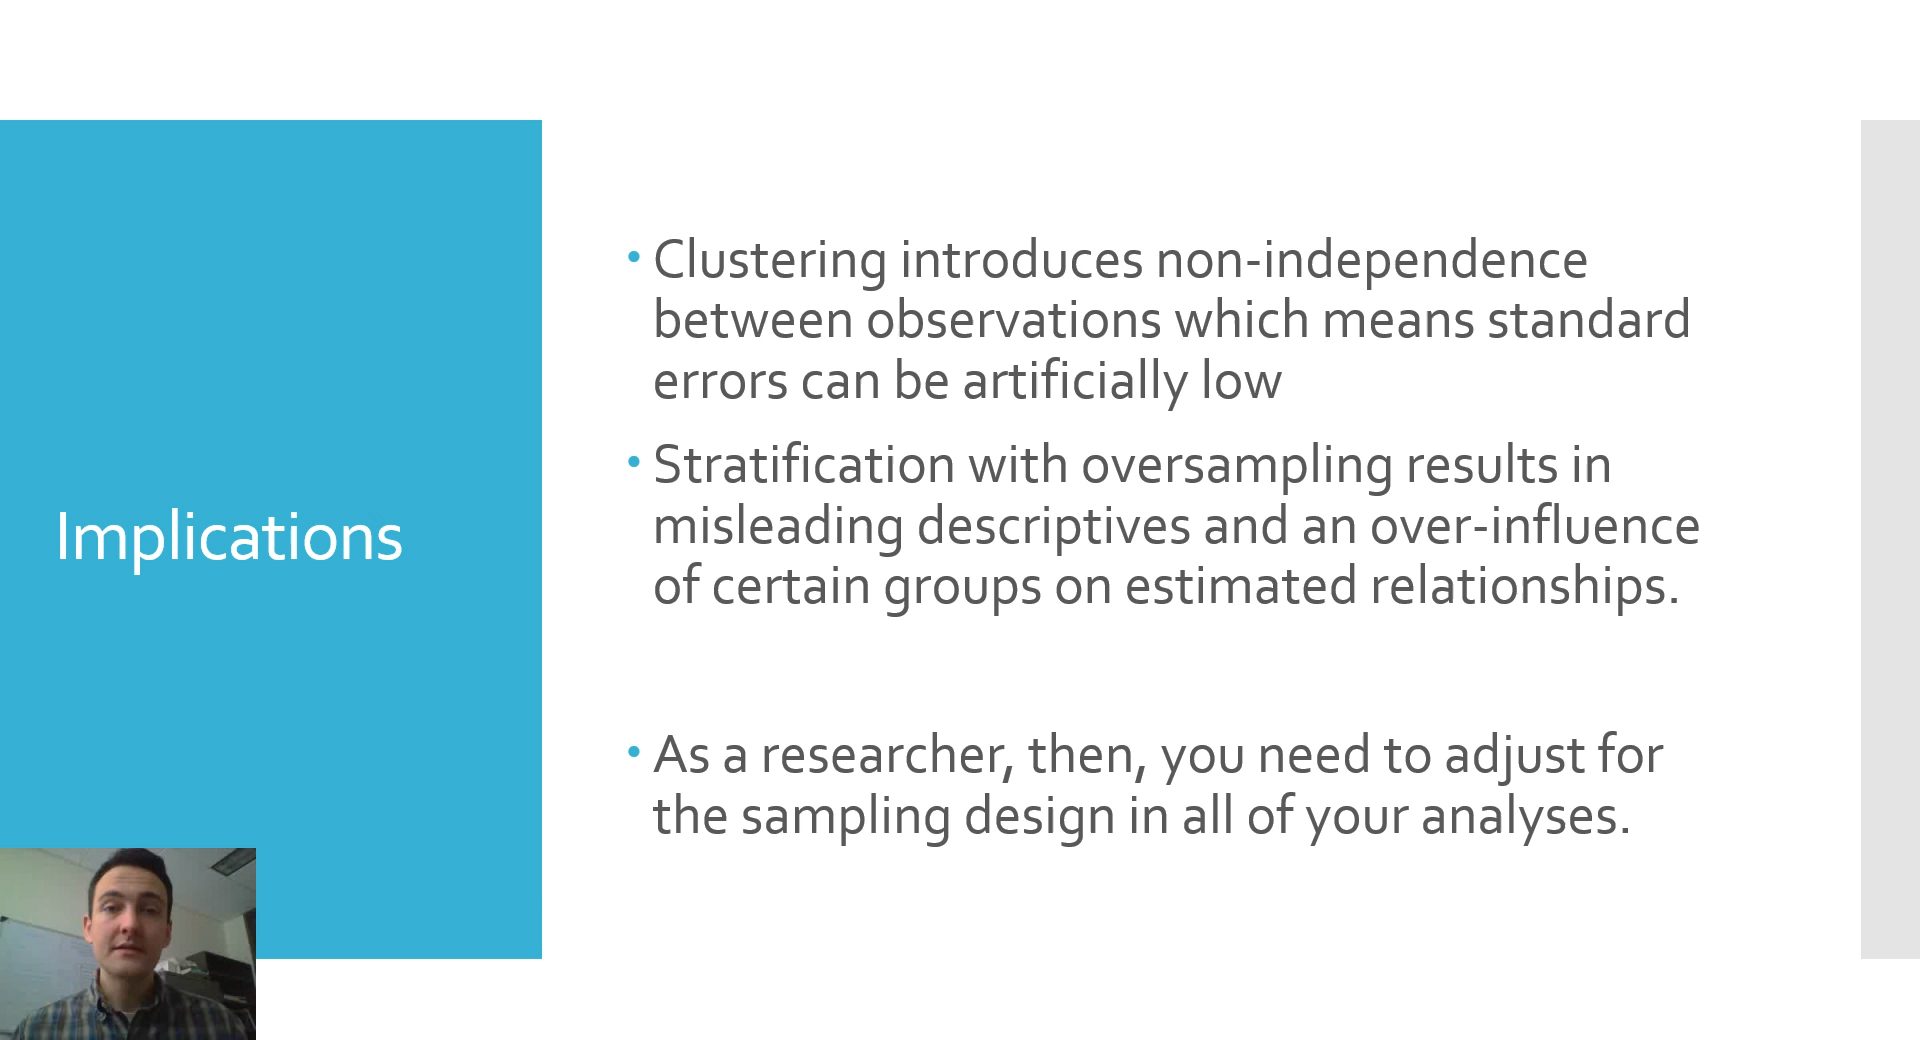 Implications
• Clustering introduces non-independence
between observations which means standard
errors can be artificially low
• Stratification with oversampling results in
misleading descriptives and an over-influence
of certain groups on estimated relationships.
• As a researcher, then, you need to adjust for
the sampling design in all of your analyses.